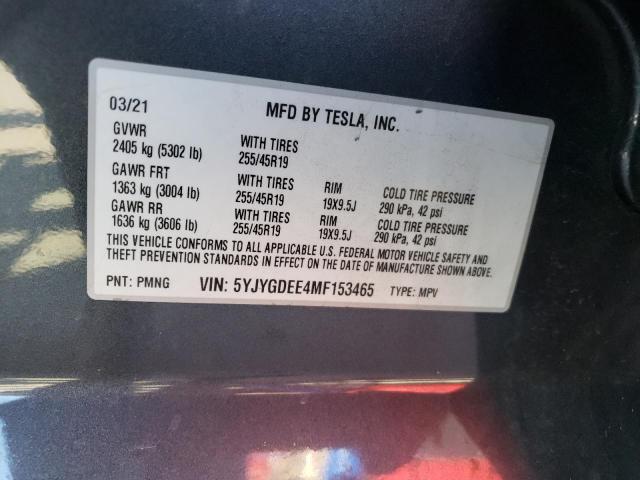 03/21 MFD BY TESLA, INC.
GVWR
2405 kg (5302 lb) WITH TIRES 255/45R19
GAWR FRT
1363 kg (3004 lb) WITH TIRES 255/45R19 RIM 19X9.5J COLD TIRE PRESSURE 290 kPa, 42 psi
GAWR RR
1636 kg (3606 lb) WITH TIRES 255/45R19 RIM 19X9.5J COLD TIRE PRESSURE 290 kPa, 42 psi
THIS VEHICLE CONFORMS TO ALL APPLICABLE U.S. FEDERAL MOTOR VEHICLE SAFETY AND
THEFT PREVENTION STANDARDS IN EFFECT ON THE DATE OF MANUFACTURE SHOWN ABOVE.
PNT: PMNG VIN: 5YJYGDEE4MF153465 TYPE: MPV